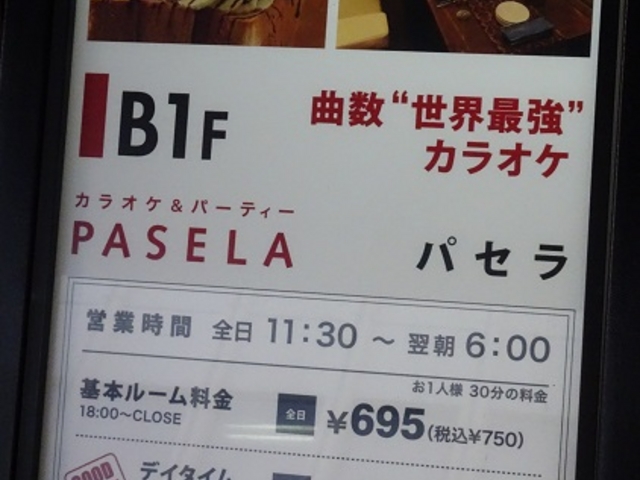 B1F
曲数“世界最強”
カラオケ
カラオケ&パーティー
PASELA
パセラ
営業時間 全日 11:30 ～ 翌朝 6:00
お1人様 30分の料金
基本ルーム料金
18:00〜CLOSE
全日
¥695(税込¥750)
GOOD
デイタイム